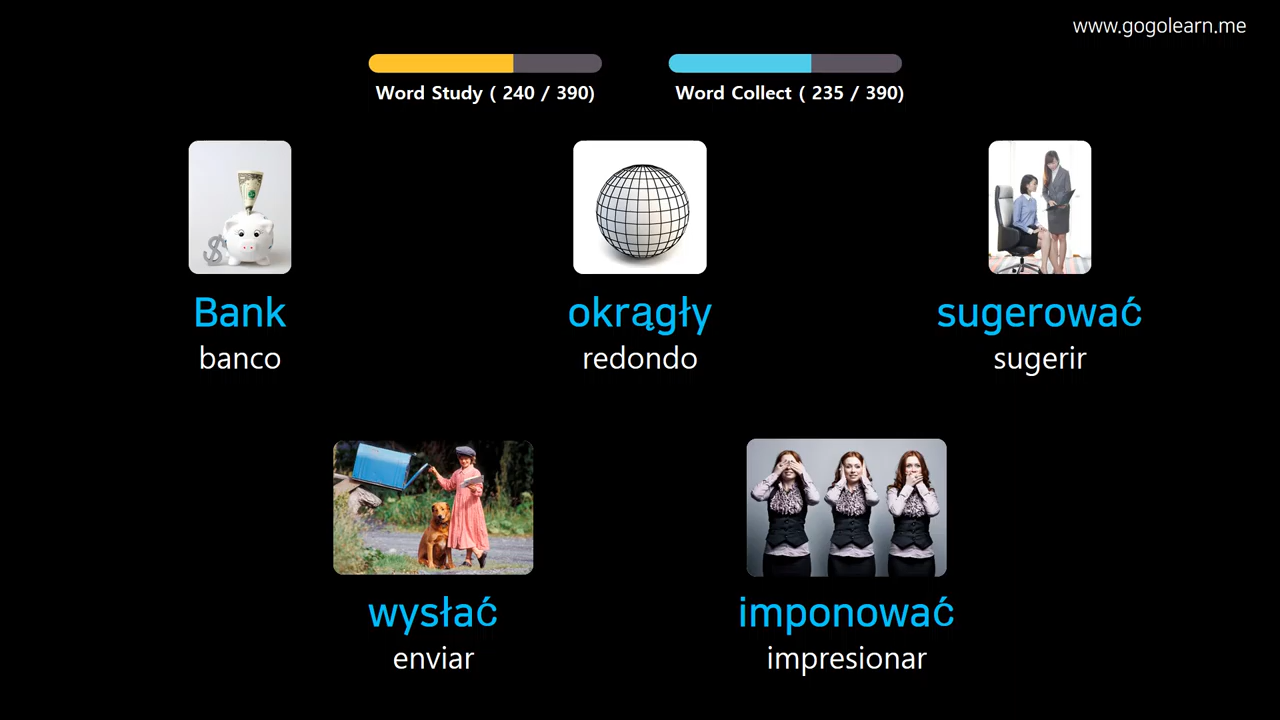 www.gogolearn.me
Word Study ( 240 / 390)
Word Collect ( 235 / 390)
Bank
banco
okrągły
redondo
sugerować
sugerir
wysłać
enviar
imponować
impresionar